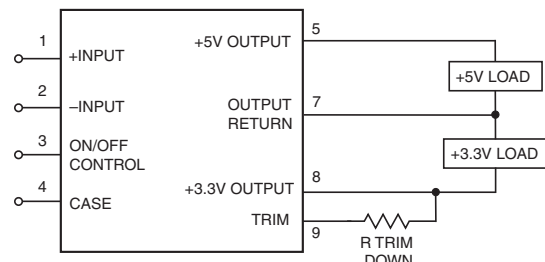 1
+INPUT
2
–INPUT
3
ON/OFF
CONTROL
4
CASE
+5V OUTPUT
5
OUTPUT
RETURN
7
+3.3V OUTPUT
8
TRIM
9
+5V LOAD
+3.3V LOAD
R TRIM
DOWN